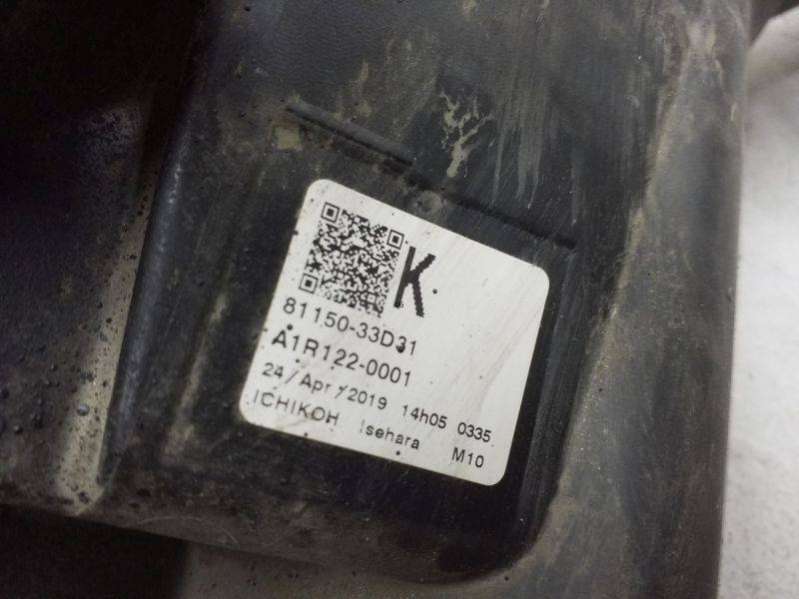 K
81150-33D31
A1R122-0001
24/Apr/2019 14h05 0335
ICHIKOH Isehara M10